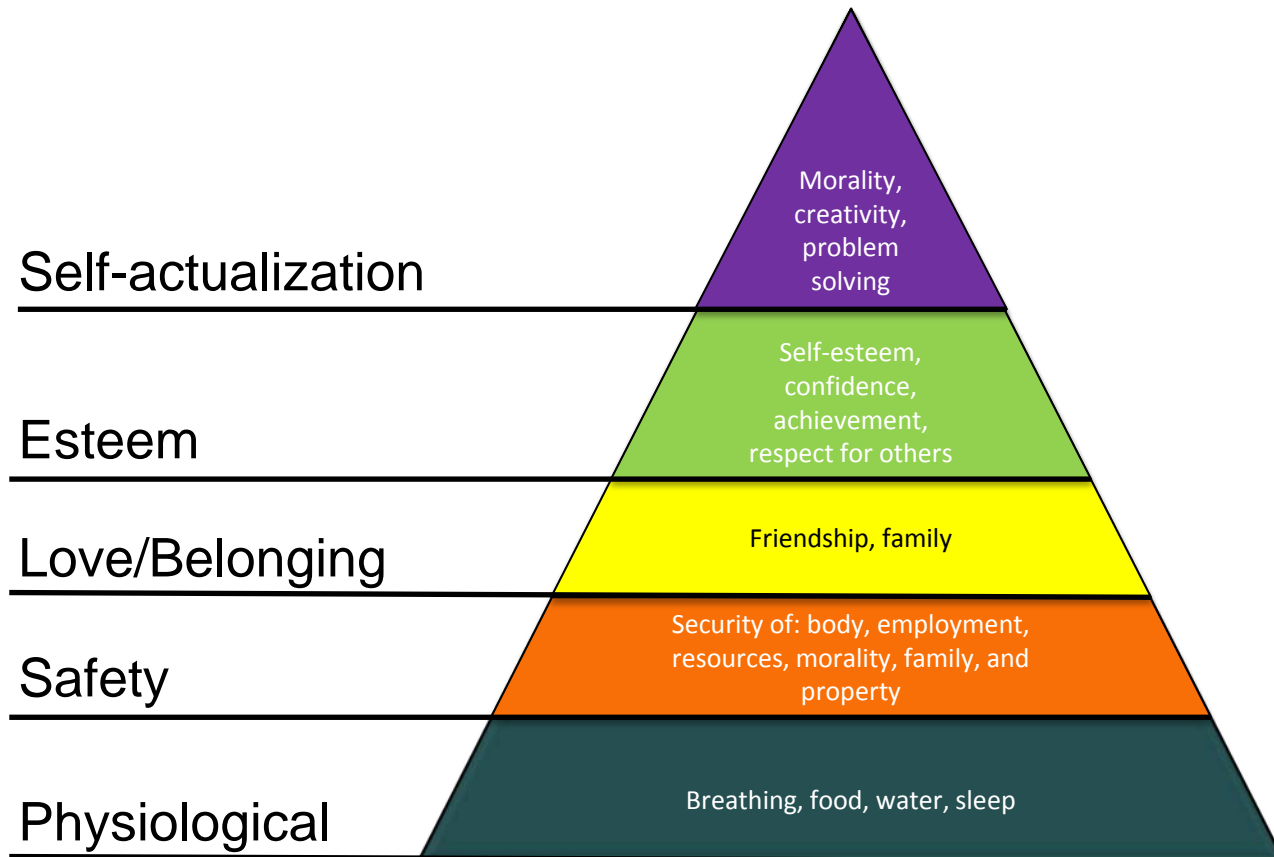 Morality,
creativity,
problem
solving
Self-actualization
Self-esteem,
confidence,
achievement,
respect for others
Esteem
Friendship, family
Love/Belonging
Security of: body, employment,
resources, morality, family, and
property
Safety
Breathing, food, water, sleep
Physiological